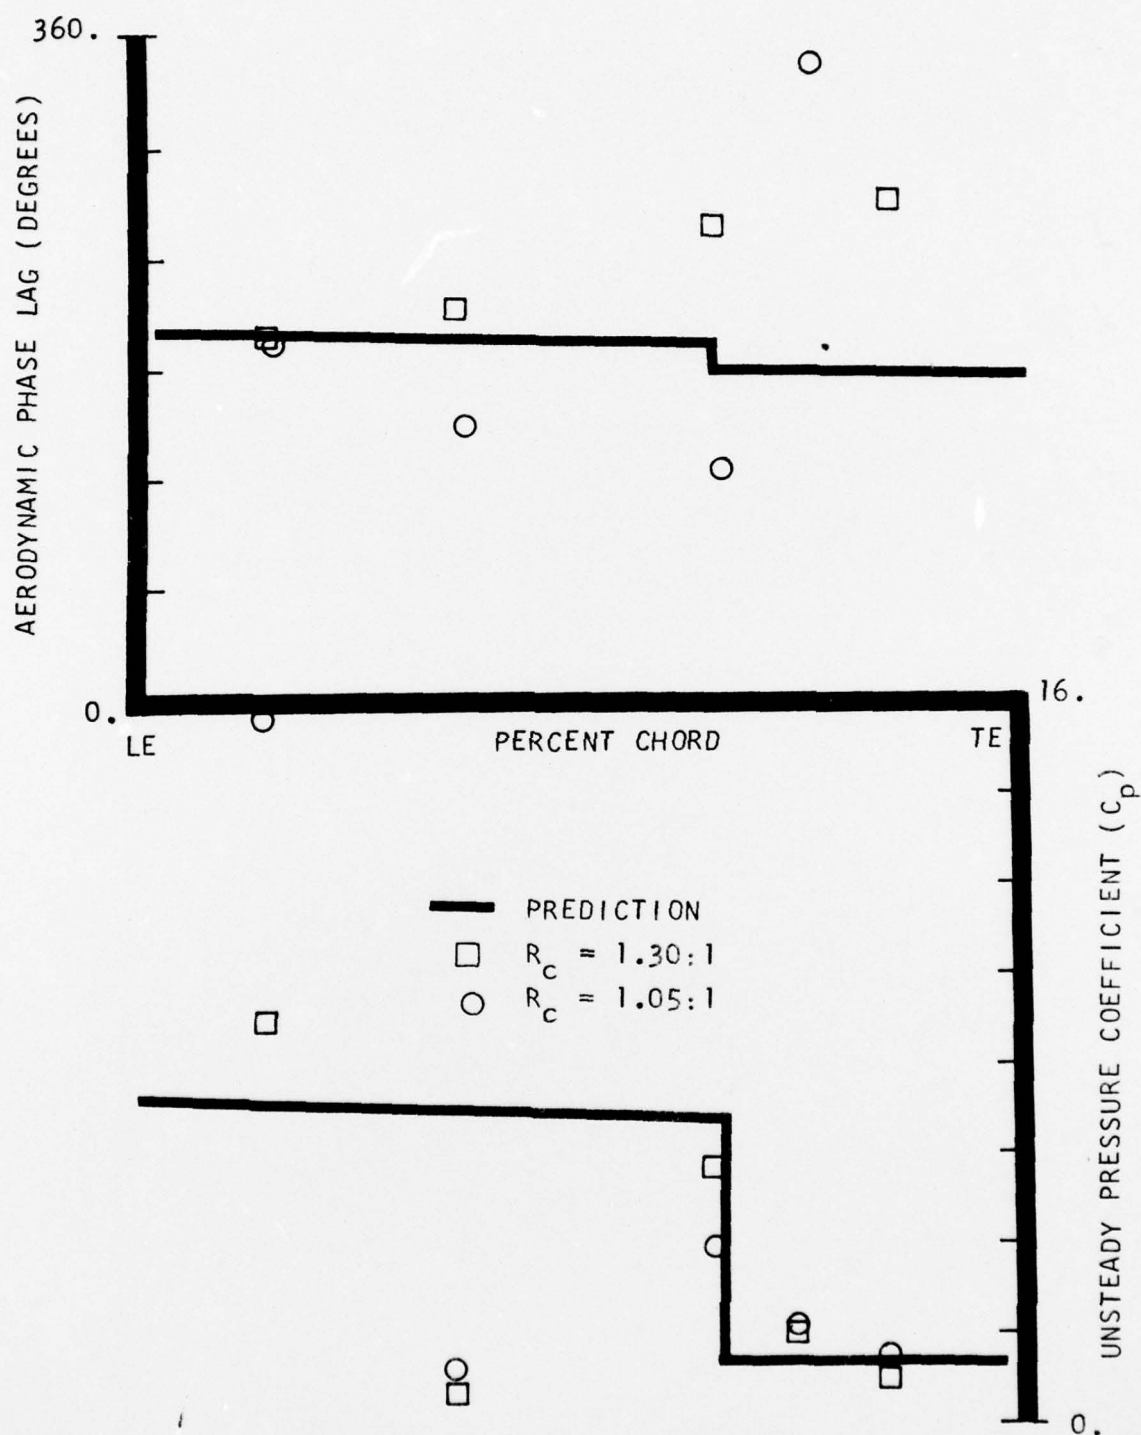 360.
AERODYNAMIC PHASE LAG (DEGREES)
0.
LE
PERCENT CHORD
TE
16.
PREDICTION
Rc = 1.30:1
Rc = 1.05:1
UNSTEADY PRESSURE COEFFICIENT (Cp)
0.